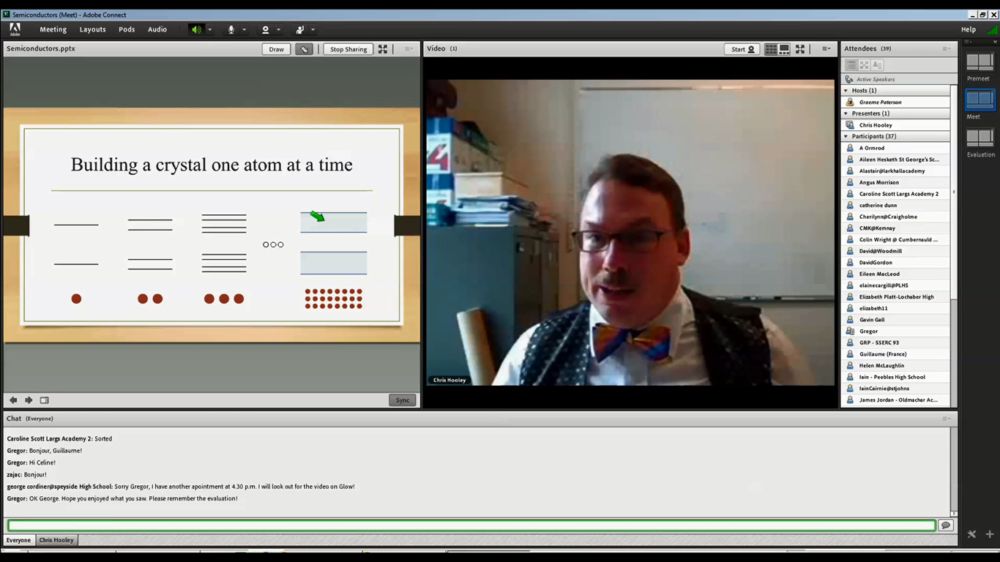 Semiconductors (Meet) - Adobe Connect
Adobe
Meeting
Layouts
Pods
Audio
Help
Semiconductors.pptx
Draw
Stop Sharing
Building a crystal one atom at a time
Sync
Video (1)
Start
4
Chris Hooley
Attendees (39)
Active Speakers
Hosts (1)
Graeme Paterson
Presenters (1)
Chris Hooley
Participants (37)
A Ormrod
Aileen Hesketh St George's Sc...
Alastair@larkhallacademy
Angus Morrison
Caroline Scott Largs Academy 2
catherine dunn
Cherilynn@Craigholme
CMK@Kemnay
Colin Wright @ Cumbernauld ...
David@Woodmill
DavidGordon
Eileen MacLeod
elainecargill@PLHS
Elizabeth Platt-Lochaber High
elizabeth11
Gavin Gall
Gregor
GRP - SSERC 93
Guillaume (France)
Helen McLaughlin
Iain - Peebles High School
IainCairnie@stjohns
James Jordan - Oldmachar Ac...
Premeet
Meet
Evaluation
Chat (Everyone)
Caroline Scott Largs Academy 2: Sorted
Gregor: Bonjour, Guillaume!
Gregor: Hi Celine!
zajac: Bonjour!
george cordiner@speyside High School: Sorry Gregor, I have another apointment at 4.30 p.m. I will look out for the video on Glow!
Gregor: OK George. Hope you enjoyed what you saw. Please remember the evaluation!
Everyone
Chris Hooley